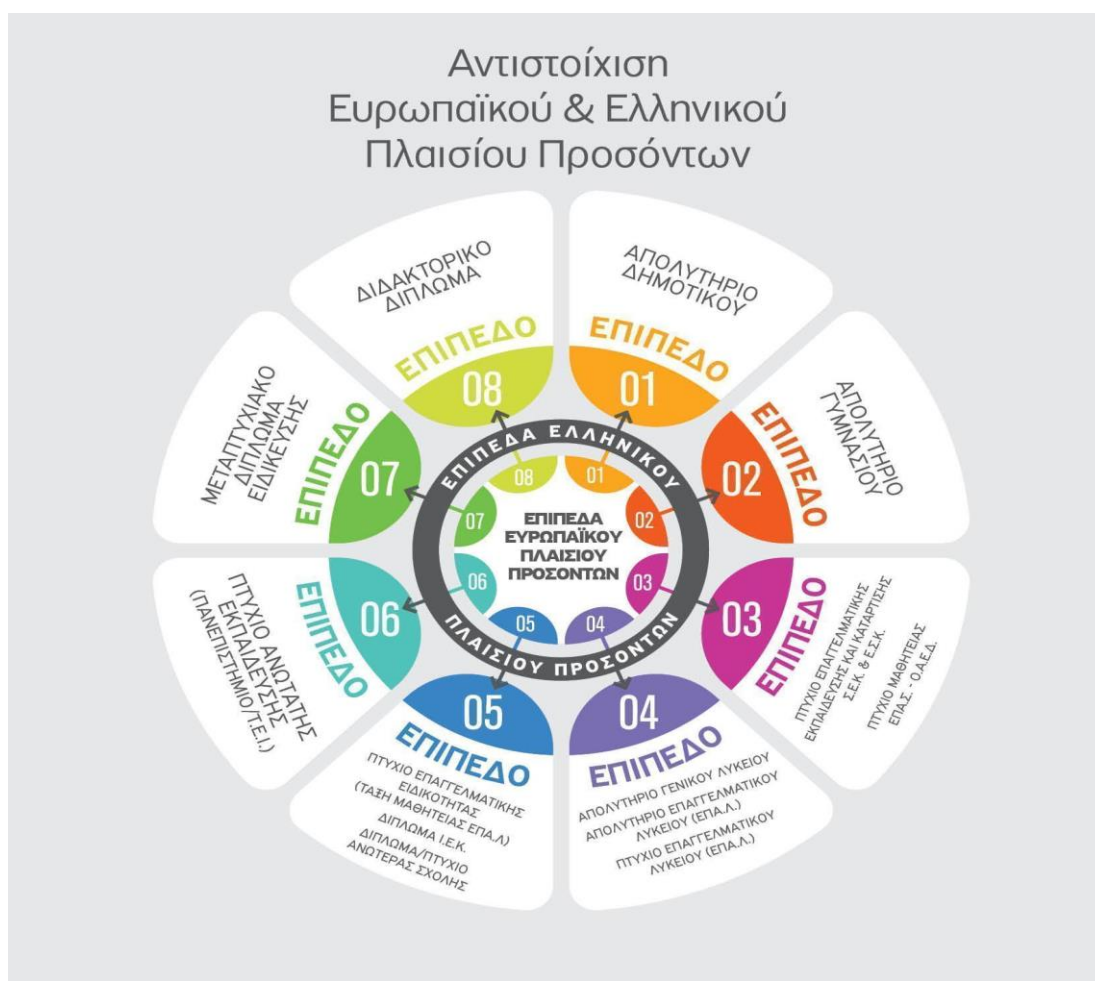 Αντιστοίχιση
Ευρωπαϊκού & Ελληνικού
Πλαισίου Προσόντων
ΑΠΟΛΥΤΗΡΙΟ
ΔΗΜΟΤΙΚΟΥ
ΕΠΙΠΕΔΟ
01
ΑΠΟΛΥΤΗΡΙΟ
ΓΥΜΝΑΣΙΟΥ
ΕΠΙΠΕΔΟ
02
ΕΠΙΠΕΔΟ
03
ΠΤΥΧΙΟ ΕΠΑΓΓΕΛΜΑΤΙΚΗΣ
ΕΚΠΑΙΔΕΥΣΗΣ ΚΑΙ ΚΑΤΑΡΤΙΣΗΣ
Σ.Ε.Κ. & Ε.Σ.Κ.
ΠΤΥΧΙΟ ΜΑΘΗΤΕΙΑΣ
ΕΠΑ.Σ. - Ο.Α.Ε.Δ.
04
ΕΠΙΠΕΔΟ
ΑΠΟΛΥΤΗΡΙΟ ΓΕΝΙΚΟΥ ΛΥΚΕΙΟΥ
ΑΠΟΛΥΤΗΡΙΟ ΕΠΑΓΓΕΛΜΑΤΙΚΟΥ
ΛΥΚΕΙΟΥ (ΕΠΑ.Λ.)
ΠΤΥΧΙΟ ΕΠΑΓΓΕΛΜΑΤΙΚΟΥ
ΛΥΚΕΙΟΥ (ΕΠΑ.Λ.)
05
ΕΠΙΠΕΔΟ
ΠΤΥΧΙΟ ΕΠΑΓΓΕΛΜΑΤΙΚΗΣ
ΕΙΔΙΚΟΤΗΤΑΣ
(ΤΑΞΗ ΜΑΘΗΤΕΙΑΣ ΕΠΑ.Λ)
ΔΙΠΛΩΜΑ Ι.Ε.Κ.
ΔΙΠΛΩΜΑ/ΠΤΥΧΙΟ
ΑΝΩΤΕΡΑΣ ΣΧΟΛΗΣ
06
ΕΠΙΠΕΔΟ
ΠΤΥΧΙΟ ΑΝΩΤΑΤΗΣ
ΕΚΠΑΙΔΕΥΣΗΣ
(ΠΑΝΕΠΙΣΤΗΜΙΟ/Τ.Ε.Ι.)
ΜΕΤΑΠΤΥΧΙΑΚΟ
ΔΙΠΛΩΜΑ
ΕΙΔΙΚΕΥΣΗΣ
ΕΠΙΠΕΔΟ
07
ΔΙΔΑΚΤΟΡΙΚΟ
ΔΙΠΛΩΜΑ
ΕΠΙΠΕΔΟ
08
ΕΠΙΠΕΔΑ ΕΛΛΗΝΙΚΟΥ
ΠΛΑΙΣΙΟΥ ΠΡΟΣΟΝΤΩΝ
01
02
03
04
05
06
07
08
ΕΠΙΠΕΔΑ
ΕΥΡΩΠΑΪΚΟΥ
ΠΛΑΙΣΙΟΥ
ΠΡΟΣΟΝΤΩΝ